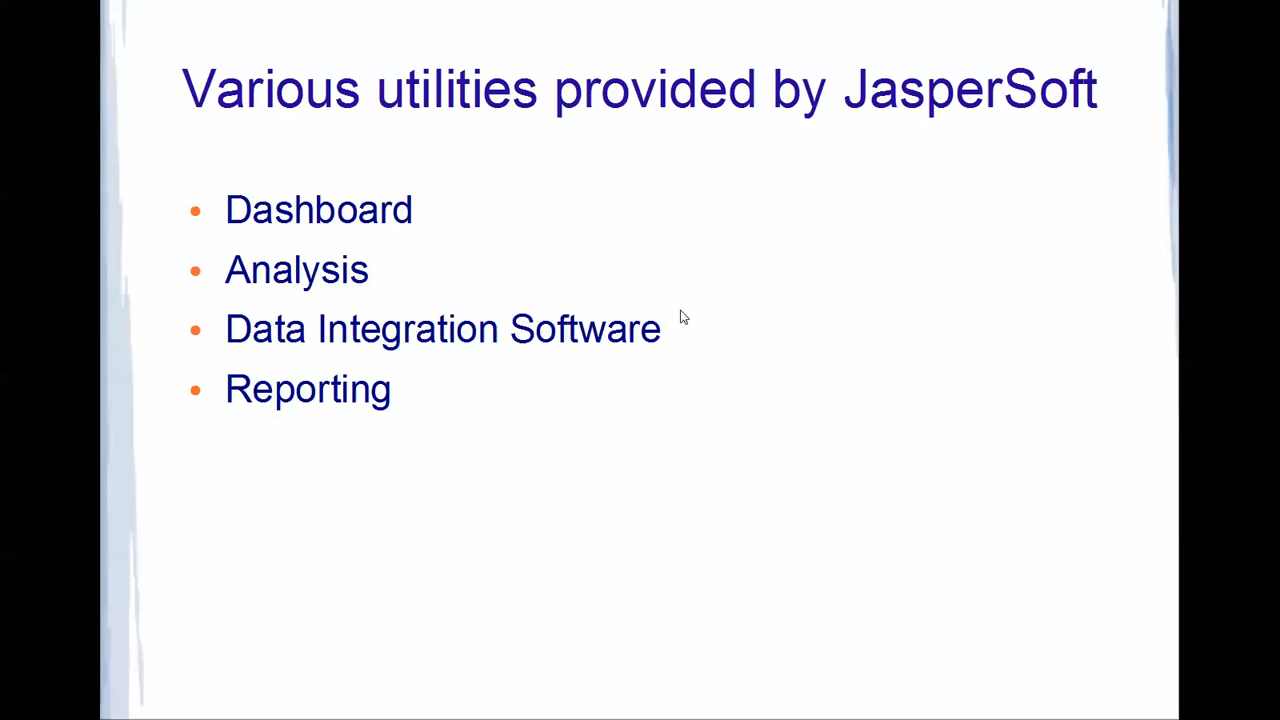 Various utilities provided by JasperSoft
• Dashboard
• Analysis
• Data Integration Software
• Reporting